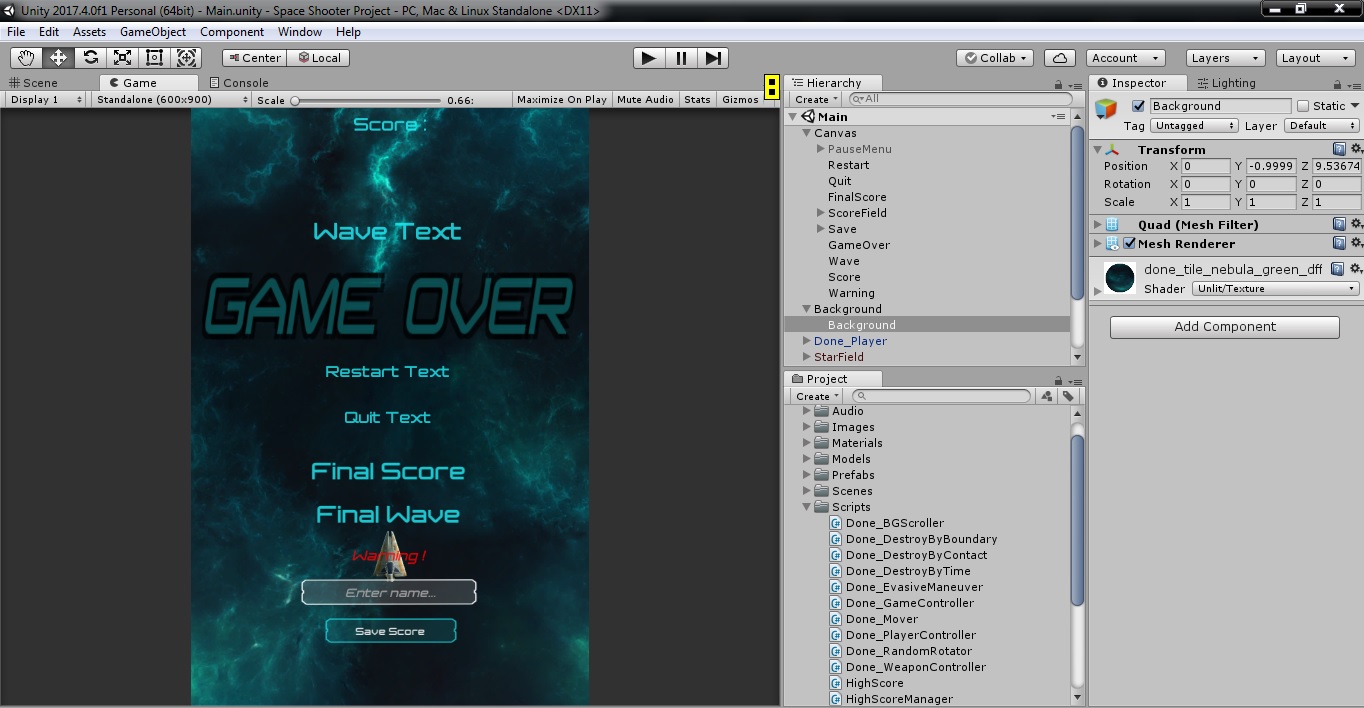 Unity 2017.4.0f1 Personal (64bit) - Main.unity - Space Shooter Project - PC, Mac & Linux Standalone <DX11>
File Edit Assets GameObject Component Window Help
Center Local Collab Account Layers Layout
Scene Game Console
Display 1 Standalone (600x900) Scale 0.66: Maximize On Play Mute Audio Stats Gizmos
Score :
Wave Text
GAME OVER
Restart Text
Quit Text
Final Score
Final Wave
Warning !
Enter name...
Save Score
Hierarchy
Create All
Main
Canvas
PauseMenu
Restart
Quit
FinalScore
ScoreField
Save
GameOver
Wave
Score
Warning
Background
Background
Done_Player
StarField
Project
Create
Audio
Images
Materials
Models
Prefabs
Scenes
Scripts
Done_BGScroller
Done_DestroyByBoundary
Done_DestroyByContact
Done_DestroyByTime
Done_EvasiveManeuver
Done_GameController
Done_Mover
Done_PlayerController
Done_RandomRotator
Done_WeaponController
HighScore
HighScoreManager
Inspector Lighting
Background Static
Tag Untagged Layer Default
Transform
Position X 0 Y -0.9999 Z 9.53674
Rotation X 0 Y 0 Z 0
Scale X 1 Y 1 Z 1
Quad (Mesh Filter)
Mesh Renderer
done_tile_nebula_green_dff
Shader Unlit/Texture
Add Component